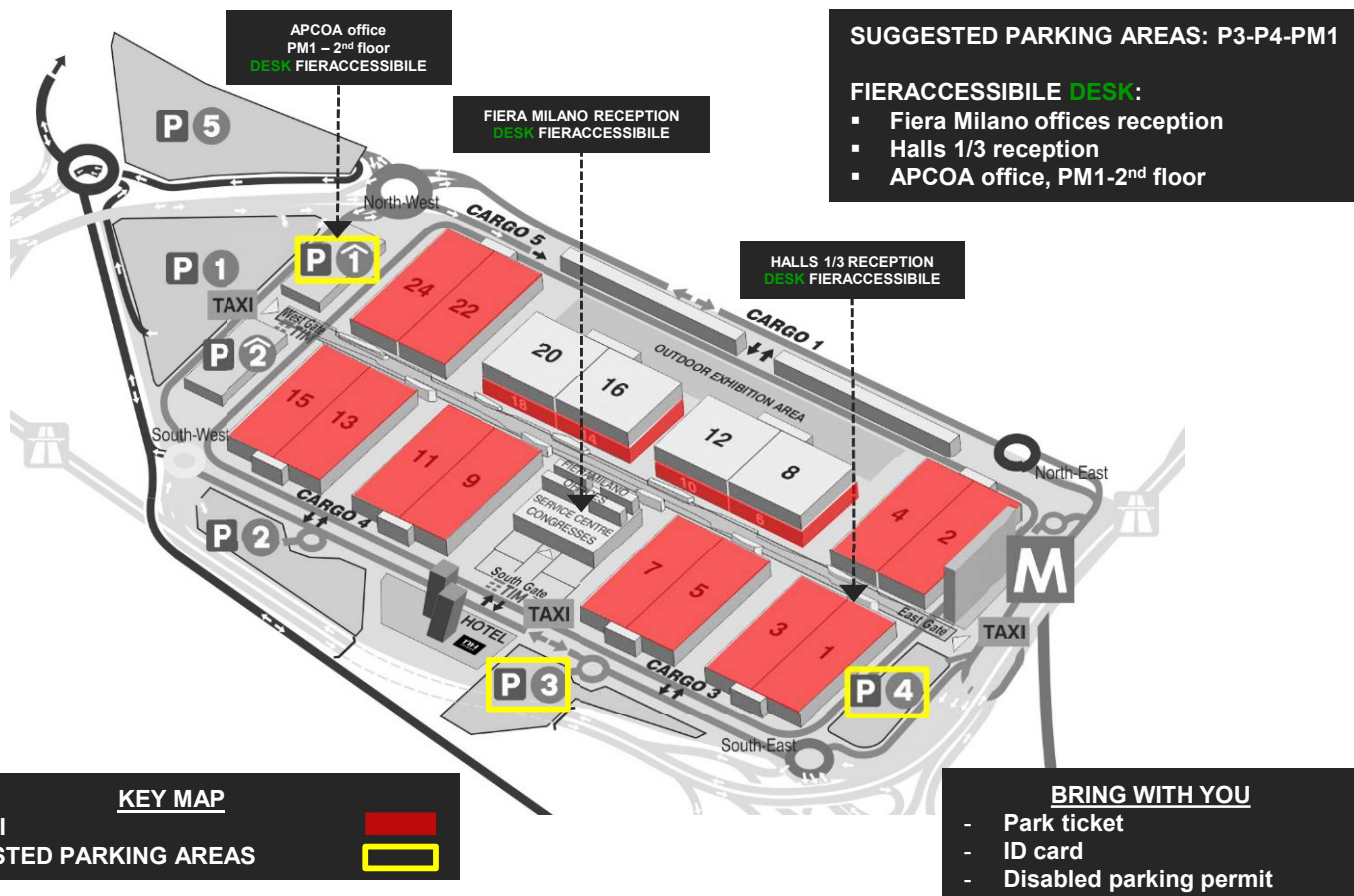 APCOA office
PM1 – 2nd floor
DESK FIERACCESSIBILE
SUGGESTED PARKING AREAS: P3-P4-PM1
FIERACCESSIBILE DESK:
▪ Fiera Milano offices reception
▪ Halls 1/3 reception
▪ APCOA office, PM1-2nd floor
FIERA MILANO RECEPTION
DESK FIERACCESSIBILE
P 5
North-West
CARGO 5
HALLS 1/3 RECEPTION
DESK FIERACCESSIBILE
P 1
P 1
TAXI
24
22
CARGO 1
West Gate
TIM
P 2
20
16
OUTDOOR EXHIBITION AREA
18
14
15
13
12
8
South-West
11
9
10
6
North-East
FIERAMILANO
OFFICES
SERVICE CENTRE
CONGRESSES
4
2
CARGO 4
P 2
M
7
5
South Gate
TIM
TAXI
East Gate
TAXI
HOTEL
nH
3
1
P 3
CARGO 3
P 4
South-East
KEY MAP
STED PARKING AREAS
BRING WITH YOU
- Park ticket
- ID card
- Disabled parking permit